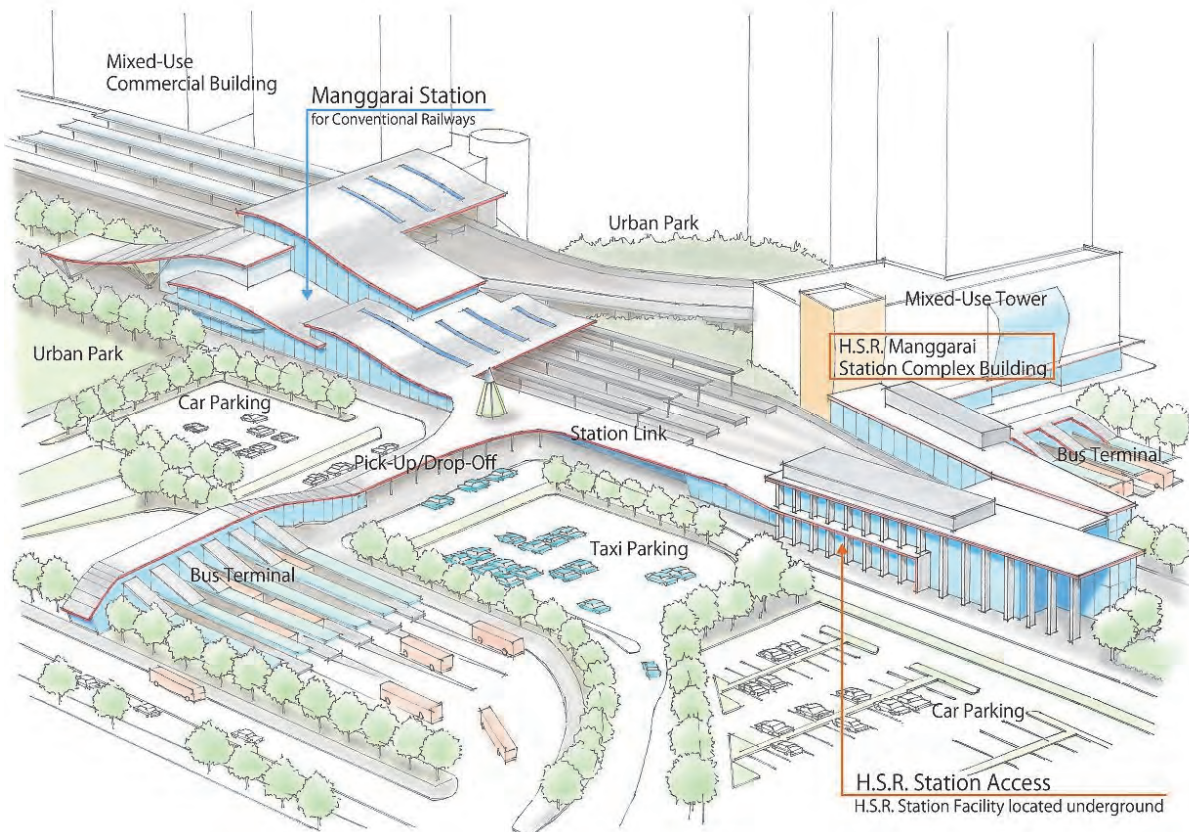 Mixed-Use
Commercial Building
Manggarai Station
for Conventional Railways
Urban Park
Mixed-Use Tower
H.S.R. Manggarai
Station Complex Building
Urban Park
Car Parking
Station Link
Bus Terminal
Pick-Up/Drop-Off
Taxi Parking
Bus Terminal
Car Parking
H.S.R. Station Access
H.S.R. Station Facility located underground